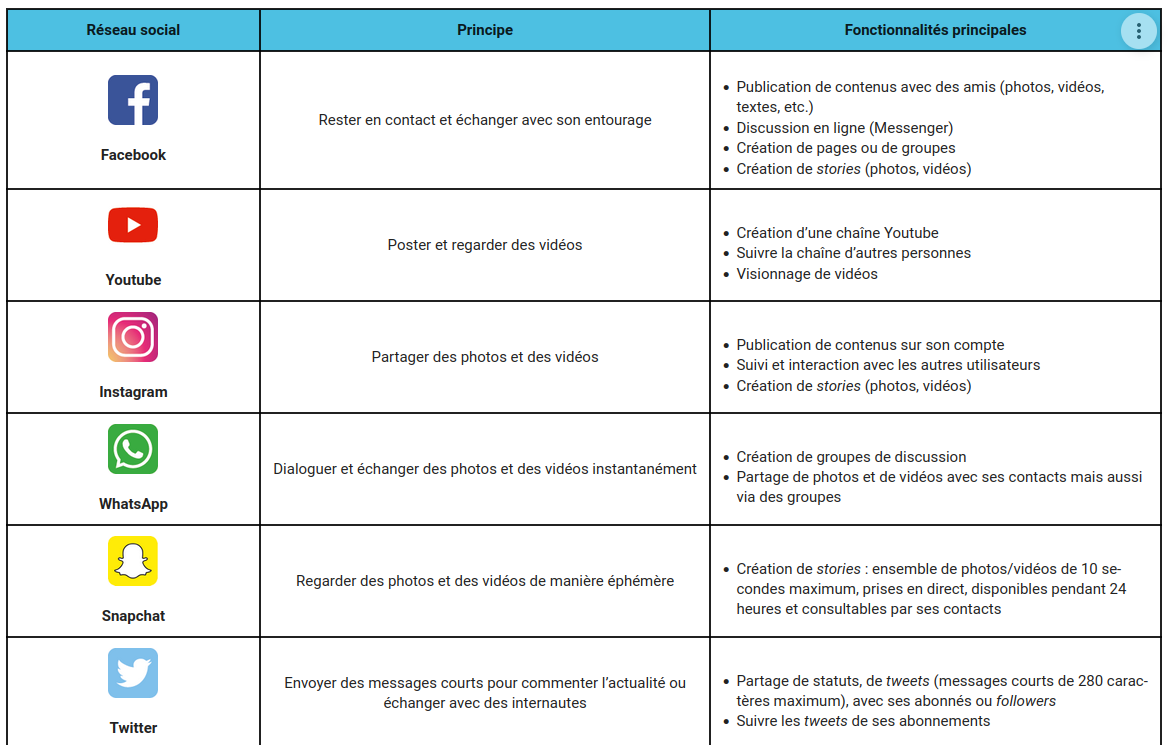 Réseau social
Principe
Fonctionnalités principales
Facebook
Rester en contact et échanger avec son entourage
• Publication de contenus avec des amis (photos, vidéos,
textes, etc.)
• Discussion en ligne (Messenger)
• Création de pages ou de groupes
• Création de stories (photos, vidéos)
Youtube
Poster et regarder des vidéos
• Création d’une chaîne Youtube
• Suivre la chaîne d’autres personnes
• Visionnage de vidéos
Instagram
Partager des photos et des vidéos
• Publication de contenus sur son compte
• Suivi et interaction avec les autres utilisateurs
• Création de stories (photos, vidéos)
WhatsApp
Dialoguer et échanger des photos et des vidéos instantanément
• Création de groupes de discussion
• Partage de photos et de vidéos avec ses contacts mais aussi
via des groupes
Snapchat
Regarder des photos et des vidéos de manière éphémère
• Création de stories : ensemble de photos/vidéos de 10 se-
condes maximum, prises en direct, disponibles pendant 24
heures et consultables par ses contacts
Twitter
Envoyer des messages courts pour commenter l’actualité ou
échanger avec des internautes
• Partage de statuts, de tweets (messages courts de 280 carac-
tères maximum), avec ses abonnés ou followers
• Suivre les tweets de ses abonnements